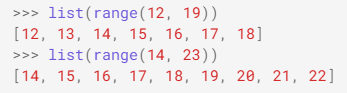 >>> list(range(12, 19))
[12, 13, 14, 15, 16, 17, 18]
>>> list(range(14, 23))
[14, 15, 16, 17, 18, 19, 20, 21, 22]